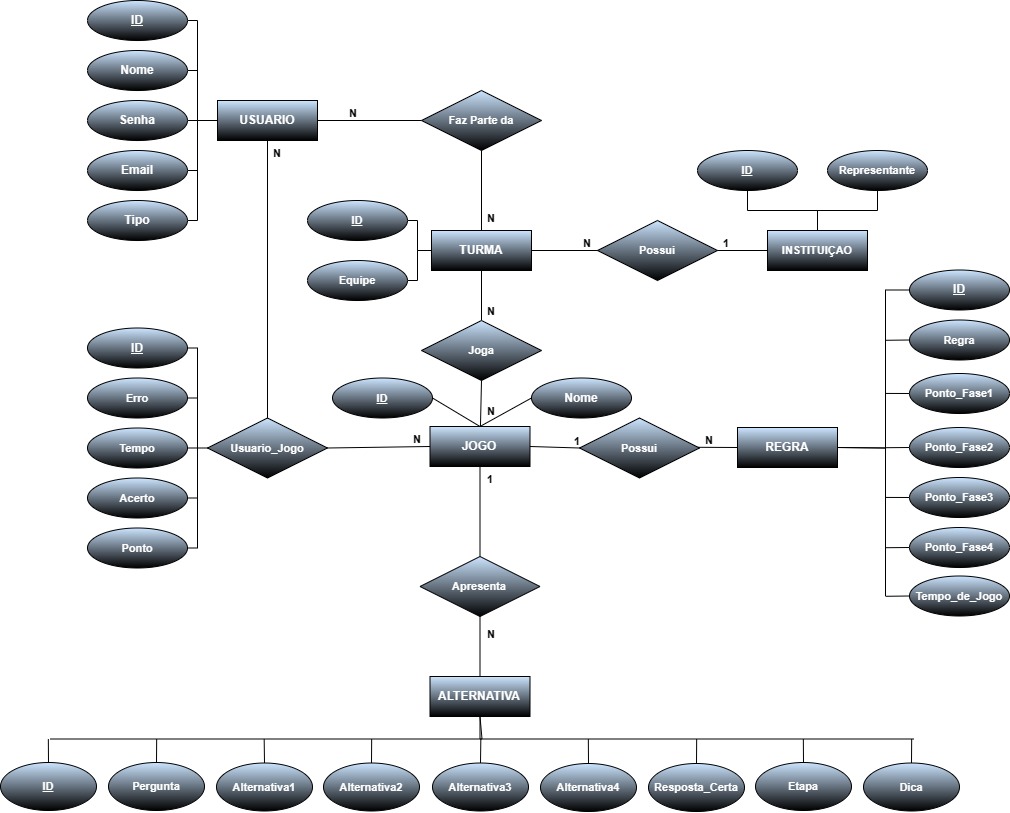 ID
Nome
Senha
Email
Tipo
USUARIO
N
Faz Parte da
N
N
ID
Equipe
TURMA
N
Possui
1
ID
Representante
INSTITUIÇAO
N
Joga
N
ID
Nome
ID
Erro
Tempo
Acerto
Ponto
Usuario_Jogo
N
JOGO
1
Possui
N
REGRA
ID
Regra
Ponto_Fase1
Ponto_Fase2
Ponto_Fase3
Ponto_Fase4
Tempo_de_Jogo
1
Apresenta
N
ALTERNATIVA
ID
Pergunta
Alternativa1
Alternativa2
Alternativa3
Alternativa4
Resposta_Certa
Etapa
Dica